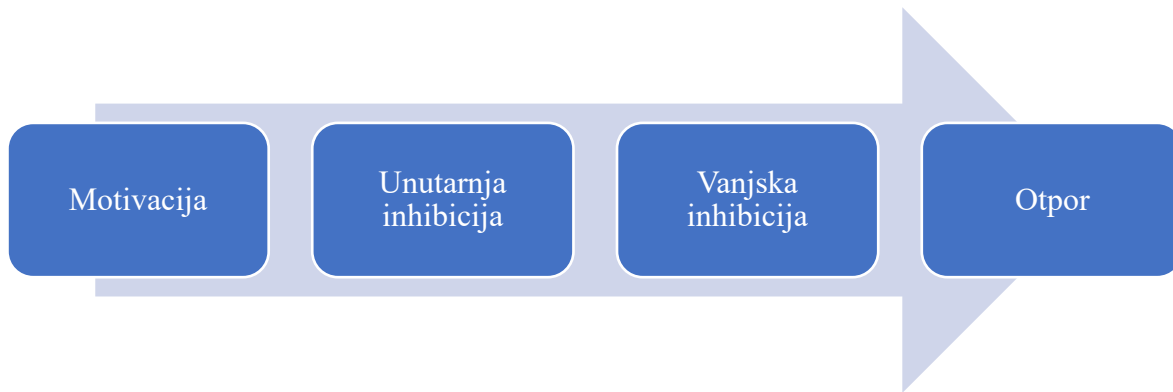 Motivacija
Unutarnja
inhibicija
Vanjska
inhibicija
Otpor